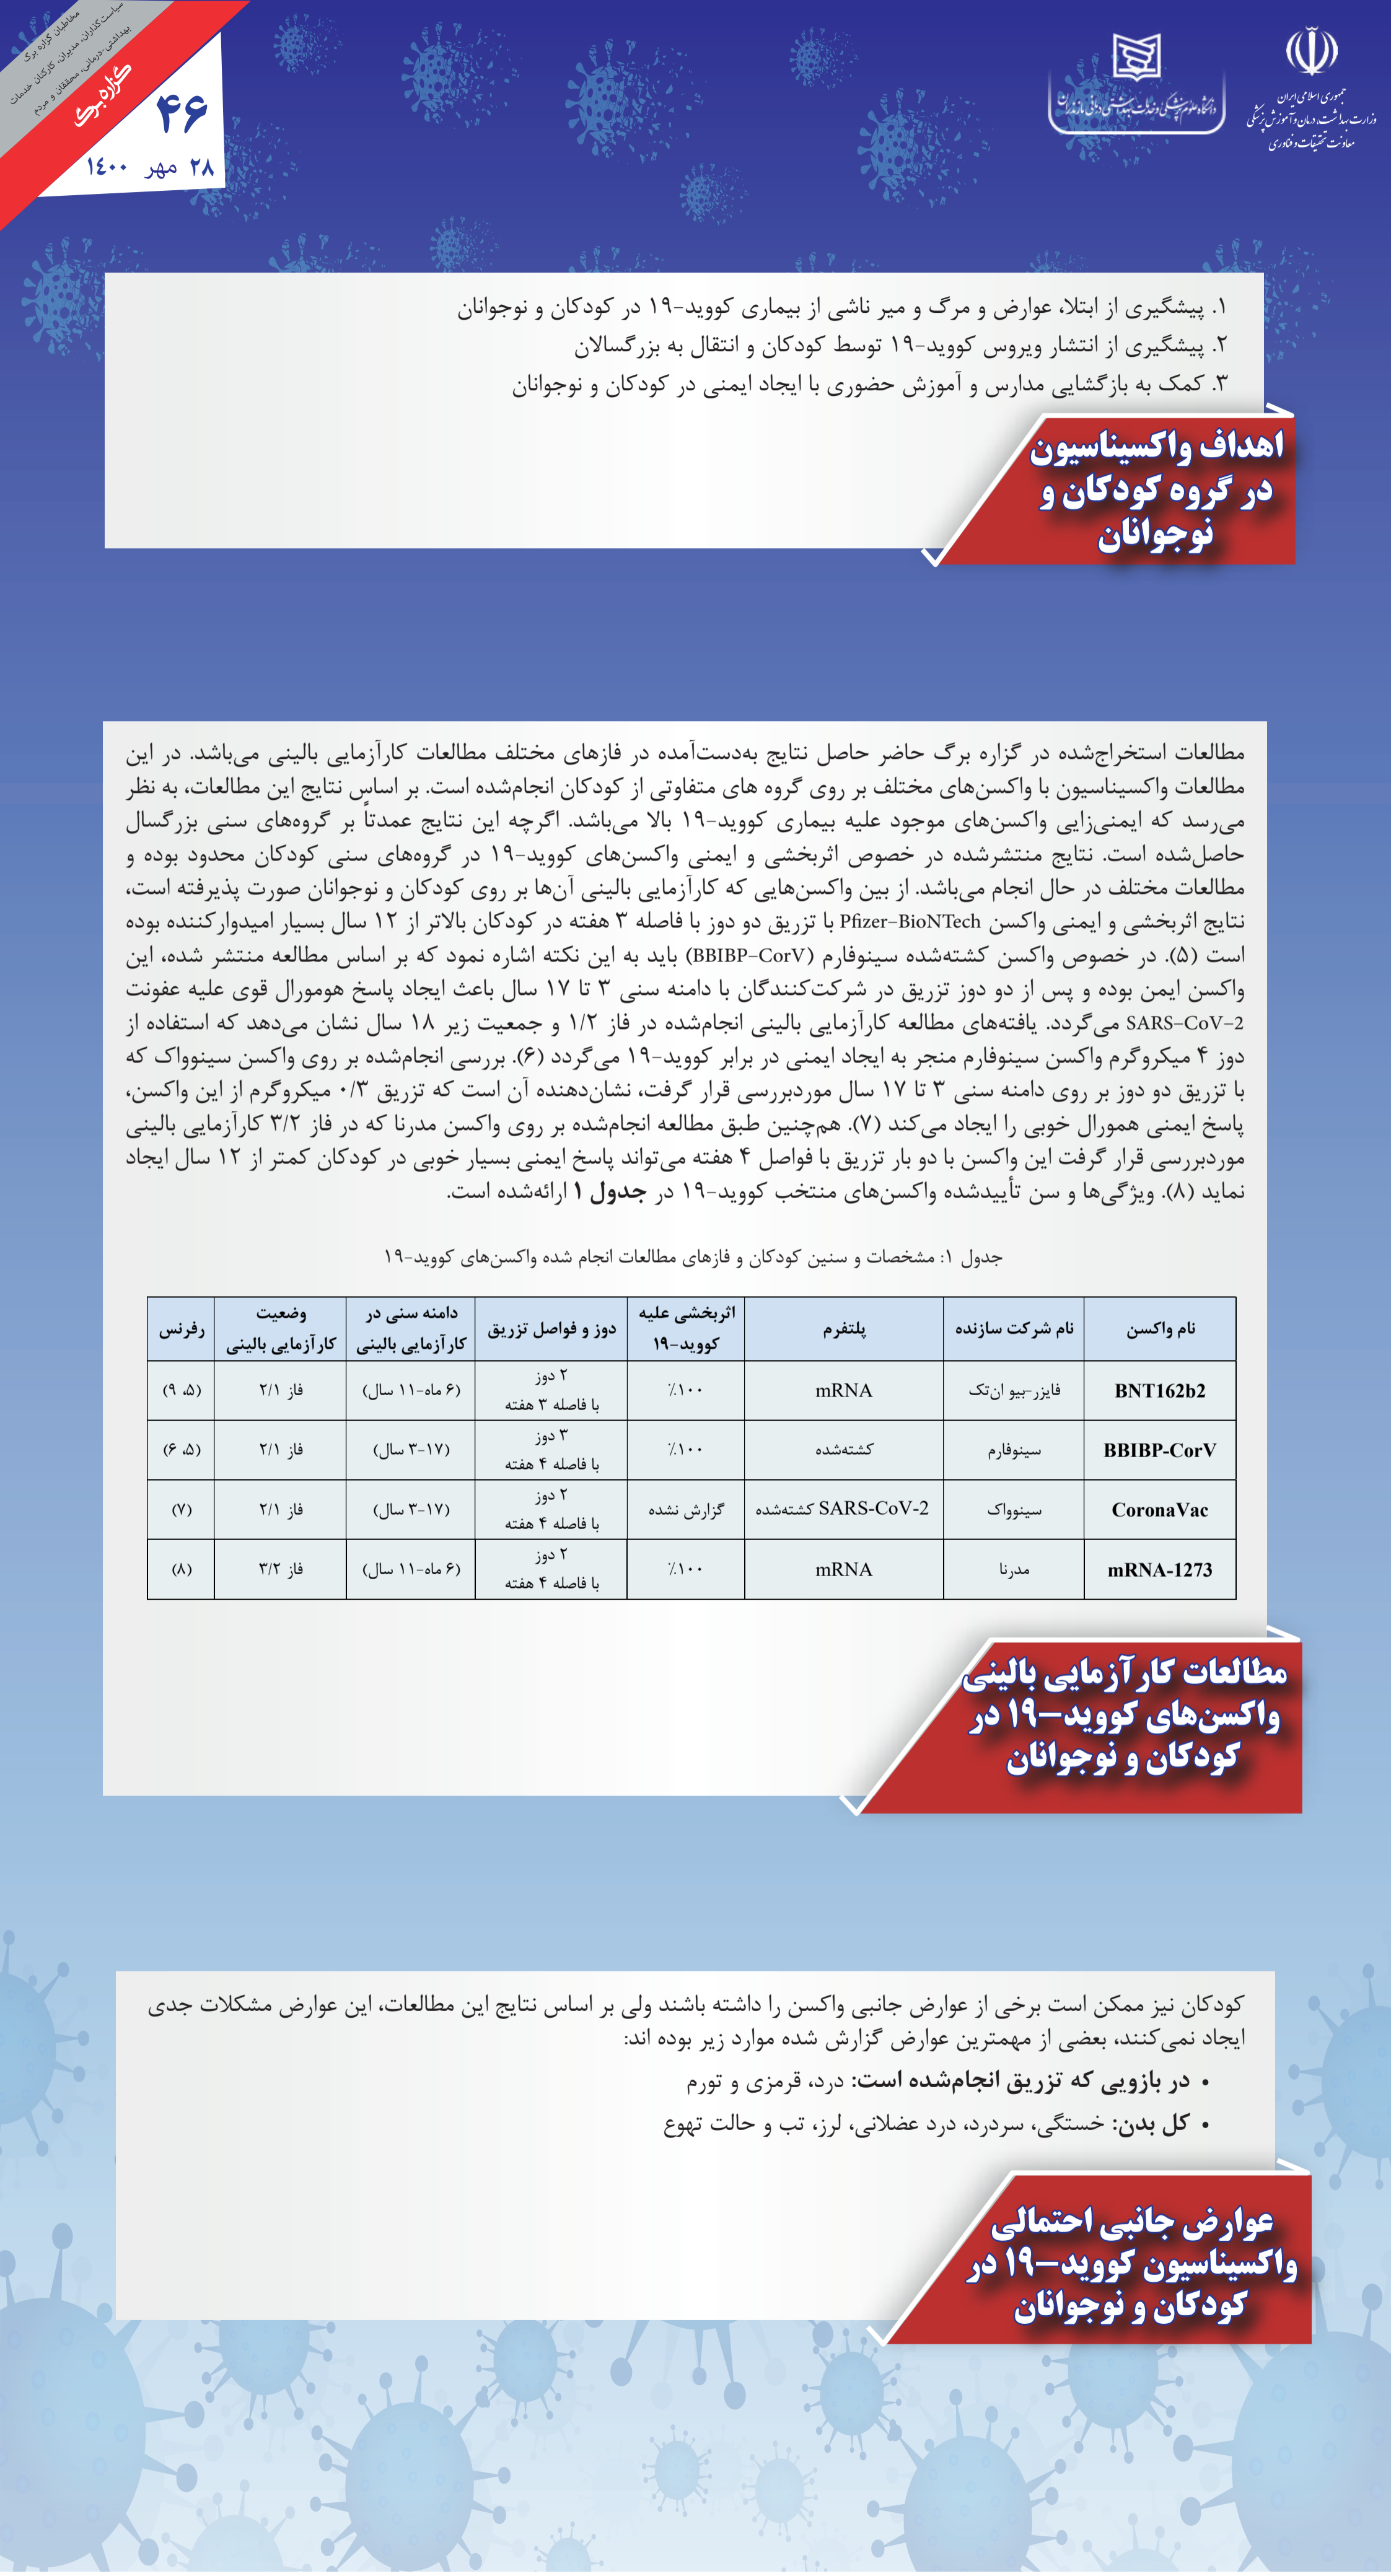 جمهوری اسلامی ایران
وزارت بهداشت، درمان و آموزش پزشکی
معاونت تحقیقات و فناوری
دانشگاه علوم پزشکی و خدمات بهداشتی درمانی مازندران
مخاطبان گزاره برگ
سیاست‌گذاران، مدیران، کارکنان خدمات
بهداشتی-درمانی، محققان و مردم
گزاره برگ
۴۶
۲۸ مهر ۱۴۰۰
۱. پیشگیری از ابتلا، عوارض و مرگ و میر ناشی از بیماری کووید-۱۹ در کودکان و نوجوانان
۲. پیشگیری از انتشار ویروس کووید-۱۹ توسط کودکان و انتقال به بزرگسالان
۳. کمک به بازگشایی مدارس و آموزش حضوری با ایجاد ایمنی در کودکان و نوجوانان
اهداف واکسیناسیون
در گروه کودکان و
نوجوانان
مطالعات استخراج‌شده در گزاره برگ حاضر حاصل نتایج به‌دست‌آمده در فازهای مختلف مطالعات کارآزمایی بالینی می‌باشد. در این
مطالعات واکسیناسیون با واکسن‌های مختلف بر روی گروه های متفاوتی از کودکان انجام‌شده است. بر اساس نتایج این مطالعات، به نظر
می‌رسد که ایمنی‌زایی واکسن‌های موجود علیه بیماری کووید-۱۹ بالا می‌باشد. اگرچه این نتایج عمدتاً بر گروه‌های سنی بزرگسال
حاصل‌شده است. نتایج منتشرشده در خصوص اثربخشی و ایمنی واکسن‌های کووید-۱۹ در گروه‌های سنی کودکان محدود بوده و
مطالعات مختلف در حال انجام می‌باشد. از بین واکسن‌هایی که کارآزمایی بالینی آن‌ها بر روی کودکان و نوجوانان صورت پذیرفته است،
نتایج اثربخشی و ایمنی واکسن Pfizer-BioNTech با تزریق دو دوز با فاصله ۳ هفته در کودکان بالاتر از ۱۲ سال بسیار امیدوارکننده بوده
است (۵). در خصوص واکسن کشته‌شده سینوفارم (BBIBP-CorV) باید به این نکته اشاره نمود که بر اساس مطالعه منتشر شده، این
واکسن ایمن بوده و پس از دو دوز تزریق در شرکت‌کنندگان با دامنه سنی ۳ تا ۱۷ سال باعث ایجاد پاسخ هومورال قوی علیه عفونت
SARS-CoV-2 می‌گردد. یافته‌های مطالعه کارآزمایی بالینی انجام‌شده در فاز ۱/۲ و جمعیت زیر ۱۸ سال نشان می‌دهد که استفاده از
دوز ۴ میکروگرم واکسن سینوفارم منجر به ایجاد ایمنی در برابر کووید-۱۹ می‌گردد (۶). بررسی انجام‌شده بر روی واکسن سینوواک که
با تزریق دو دوز بر روی دامنه سنی ۳ تا ۱۷ سال موردبررسی قرار گرفت، نشان‌دهنده آن است که تزریق ۰/۳ میکروگرم از این واکسن،
پاسخ ایمنی همورال خوبی را ایجاد می‌کند (۷). هم‌چنین طبق مطالعه انجام‌شده بر روی واکسن مدرنا که در فاز ۳/۲ کارآزمایی بالینی
موردبررسی قرار گرفت این واکسن با دو بار تزریق با فواصل ۴ هفته می‌تواند پاسخ ایمنی بسیار خوبی در کودکان کمتر از ۱۲ سال ایجاد
نماید (۸). ویژگی‌ها و سن تأییدشده واکسن‌های منتخب کووید-۱۹ در جدول ۱ ارائه‌شده است.
جدول ۱: مشخصات و سنین کودکان و فازهای مطالعات انجام شده واکسن‌های کووید-۱۹
نام واکسن نام شرکت سازنده پلتفرم اثربخشی علیه کووید-۱۹ دوز و فواصل تزریق دامنه سنی در کارآزمایی بالینی وضعیت کارآزمایی بالینی رفرنس
BNT162b2 فایزر-بیو ان‌تک mRNA ٪۱۰۰ ۲ دوز با فاصله ۳ هفته (۶ ماه-۱۱ سال) فاز ۲/۱ (۵، ۹)
BBIBP-CorV سینوفارم کشته‌شده ٪۱۰۰ ۳ دوز با فاصله ۴ هفته (۳-۱۷ سال) فاز ۲/۱ (۵، ۶)
CoronaVac سینوواک SARS-CoV-2 کشته‌شده گزارش نشده ۲ دوز با فاصله ۴ هفته (۳-۱۷ سال) فاز ۲/۱ (۷)
mRNA-1273 مدرنا mRNA ٪۱۰۰ ۲ دوز با فاصله ۴ هفته (۶ ماه-۱۱ سال) فاز ۳/۲ (۸)
مطالعات کارآزمایی بالینی
واکسن‌های کووید-۱۹ در
کودکان و نوجوانان
کودکان نیز ممکن است برخی از عوارض جانبی واکسن را داشته باشند ولی بر اساس نتایج این مطالعات، این عوارض مشکلات جدی
ایجاد نمی‌کنند، بعضی از مهمترین عوارض گزارش شده موارد زیر بوده اند:
• در بازویی که تزریق انجام‌شده است: درد، قرمزی و تورم
• کل بدن: خستگی، سردرد، درد عضلانی، لرز، تب و حالت تهوع
عوارض جانبی احتمالی
واکسیناسیون کووید-۱۹ در
کودکان و نوجوانان